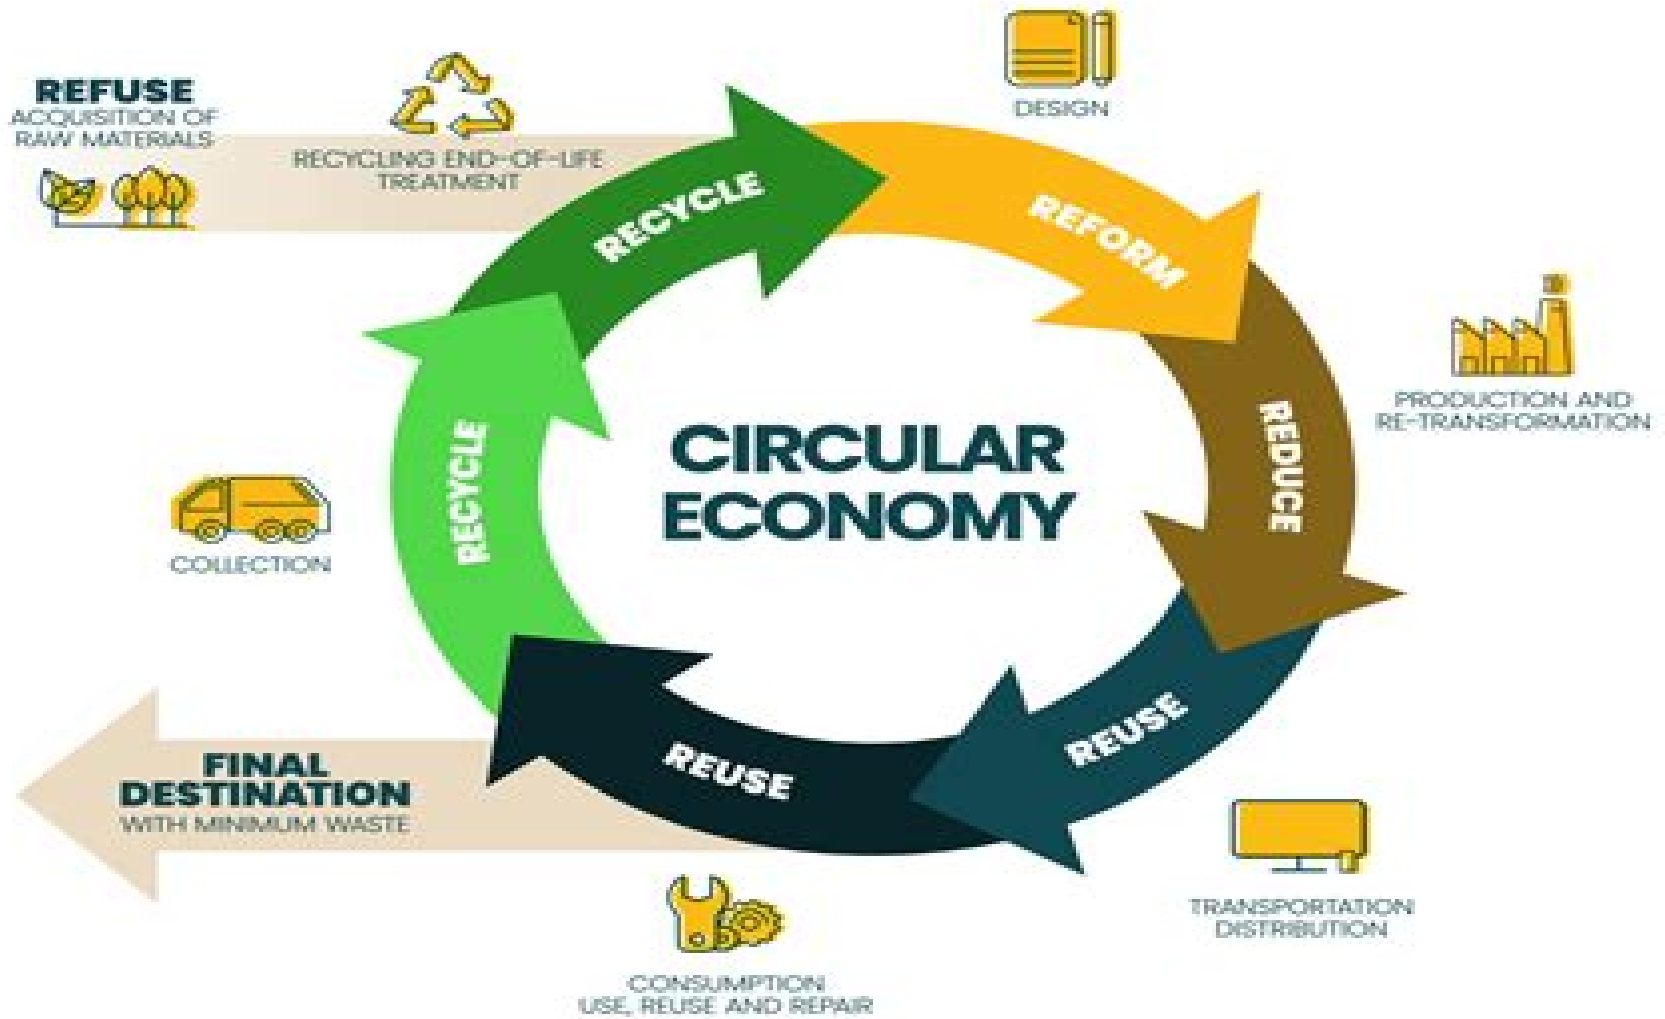 REFUSE
ACQUISITION OF
RAW MATERIALS
RECYCLING END-OF-LIFE
TREATMENT
DESIGN
RECYCLE
REFORM
PRODUCTION AND
RE-TRANSFORMATION
REDUCE
CIRCULAR
ECONOMY
RECYCLE
COLLECTION
REUSE
REUSE
FINAL
DESTINATION
WITH MINIMUM WASTE
TRANSPORTATION
DISTRIBUTION
CONSUMPTION
USE, REUSE AND REPAIR